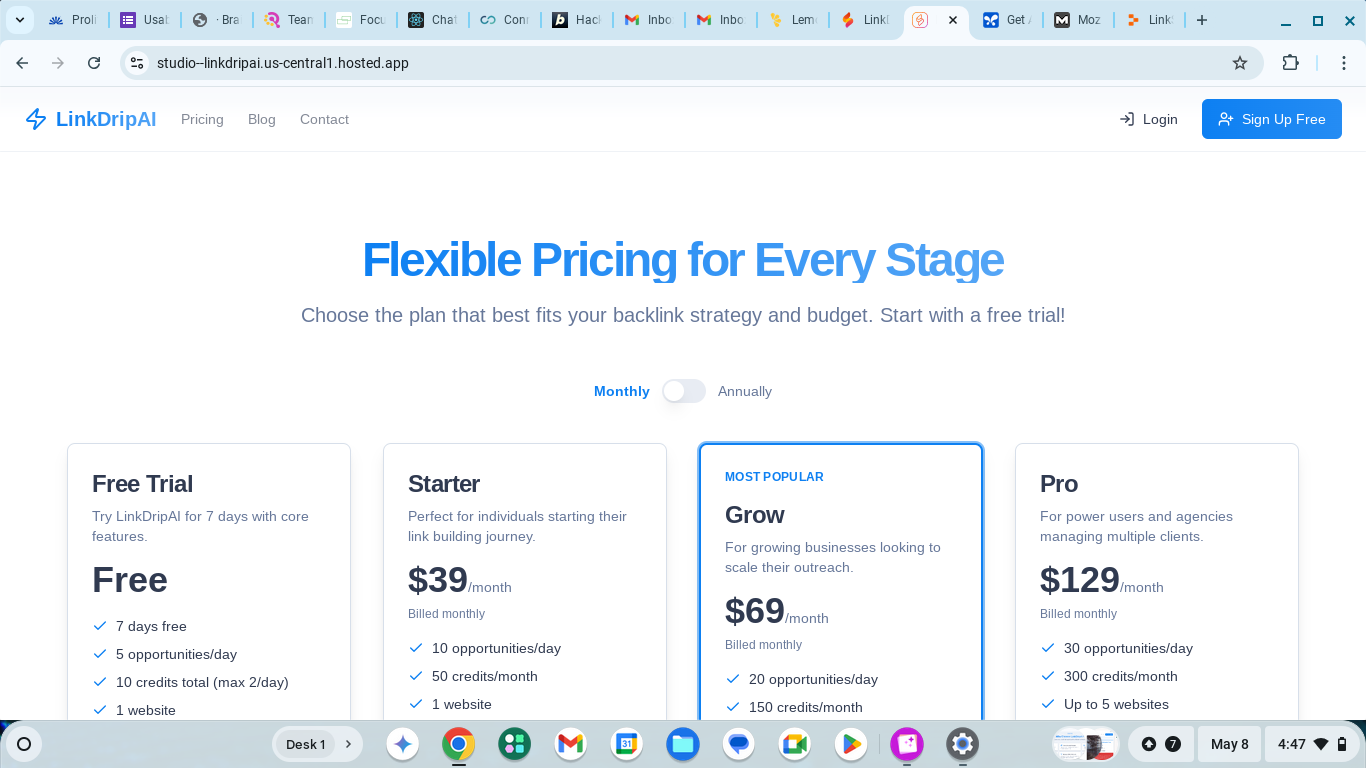 Proli
Usab
· Bra
Team
Focu
Chat
Conn
Hack
Inbo
Inbo
Lem
LinkD
Get
Moz
Link
studio--linkdripai.us-central1.hosted.app
LinkDripAI Pricing Blog Contact Login Sign Up Free
Flexible Pricing for Every Stage
Choose the plan that best fits your backlink strategy and budget. Start with a free trial!
Monthly Annually
Free Trial
Try LinkDripAI for 7 days with core
features.
Free
7 days free
5 opportunities/day
10 credits total (max 2/day)
1 website
Starter
Perfect for individuals starting their
link building journey.
$39/month
Billed monthly
10 opportunities/day
50 credits/month
1 website
MOST POPULAR
Grow
For growing businesses looking to
scale their outreach.
$69/month
Billed monthly
20 opportunities/day
150 credits/month
Pro
For power users and agencies
managing multiple clients.
$129/month
Billed monthly
30 opportunities/day
300 credits/month
Up to 5 websites
Desk 1
31
7
May 8
4:47